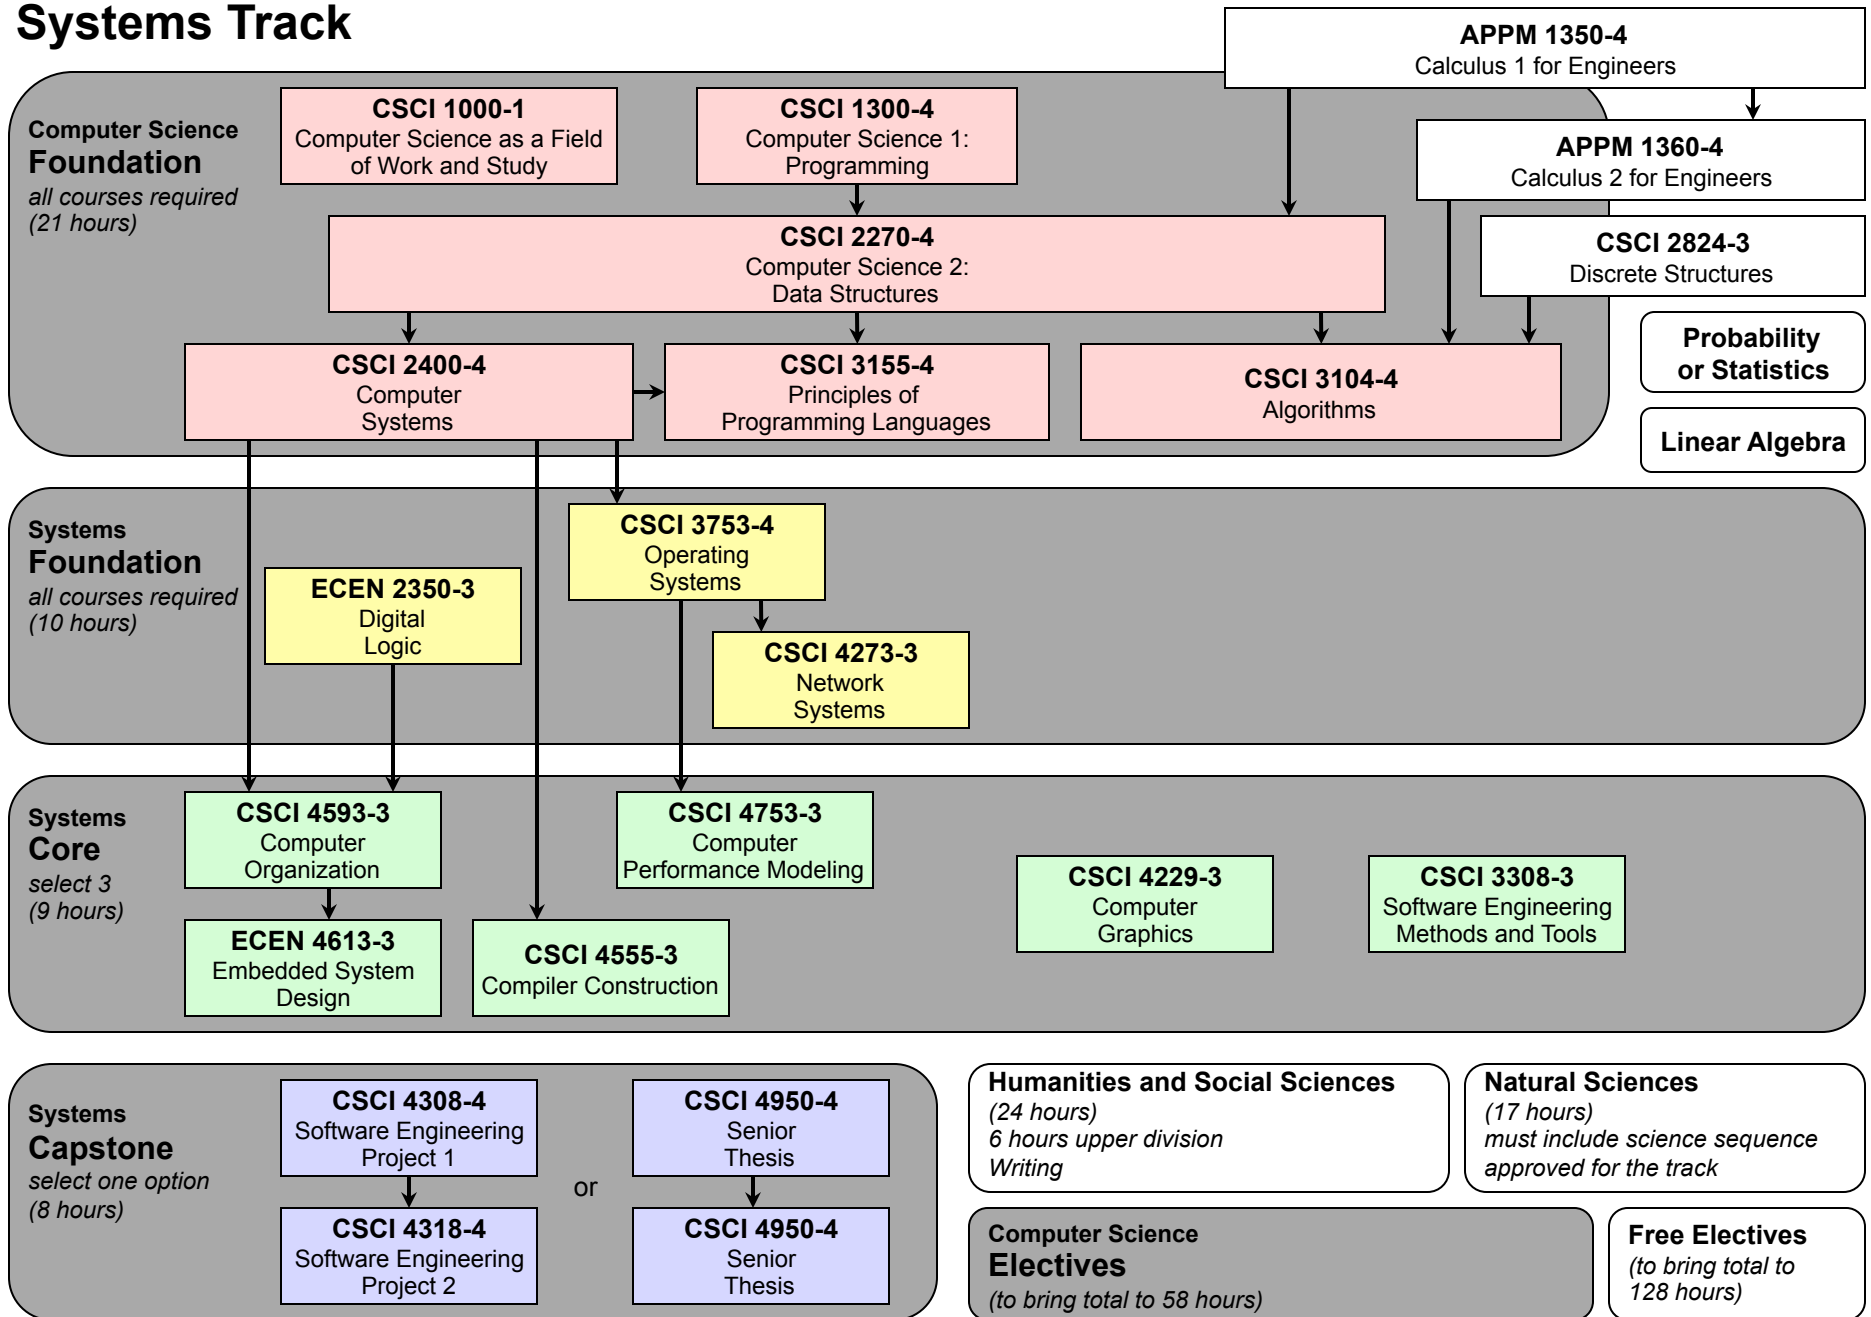 Systems Track
APPM 1350-4
Calculus 1 for Engineers
Computer Science
Foundation
all courses required
(21 hours)
CSCI 1000-1
Computer Science as a Field
of Work and Study
CSCI 1300-4
Computer Science 1:
Programming
APPM 1360-4
Calculus 2 for Engineers
CSCI 2270-4
Computer Science 2:
Data Structures
CSCI 2824-3
Discrete Structures
CSCI 2400-4
Computer
Systems
CSCI 3155-4
Principles of
Programming Languages
CSCI 3104-4
Algorithms
Probability
or Statistics
Linear Algebra
Systems
Foundation
all courses required
(10 hours)
ECEN 2350-3
Digital
Logic
CSCI 3753-4
Operating
Systems
CSCI 4273-3
Network
Systems
Systems
Core
select 3
(9 hours)
CSCI 4593-3
Computer
Organization
CSCI 4753-3
Computer
Performance Modeling
CSCI 4229-3
Computer
Graphics
CSCI 3308-3
Software Engineering
Methods and Tools
ECEN 4613-3
Embedded System
Design
CSCI 4555-3
Compiler Construction
Systems
Capstone
select one option
(8 hours)
CSCI 4308-4
Software Engineering
Project 1
CSCI 4318-4
Software Engineering
Project 2
or
CSCI 4950-4
Senior
Thesis
CSCI 4950-4
Senior
Thesis
Humanities and Social Sciences
(24 hours)
6 hours upper division
Writing
Natural Sciences
(17 hours)
must include science sequence
approved for the track
Computer Science
Electives
(to bring total to 58 hours)
Free Electives
(to bring total to
128 hours)